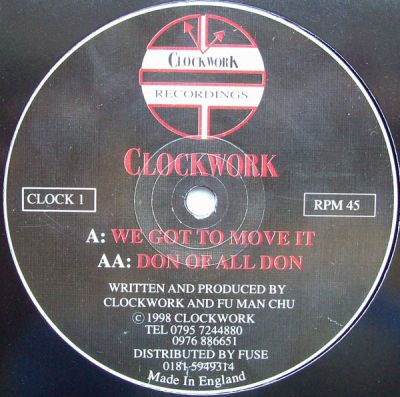 CLOCKWORK
RECORDINGS
CLOCKWORK
CLOCK 1
RPM 45
A: WE GOT TO MOVE IT
AA: DON OF ALL DON
WRITTEN AND PRODUCED BY
CLOCKWORK AND FU MAN CHU
© 1998 CLOCKWORK
TEL 0795 7244880
0976 886651
DISTRIBUTED BY FUSE
0181 5949314
Made In England